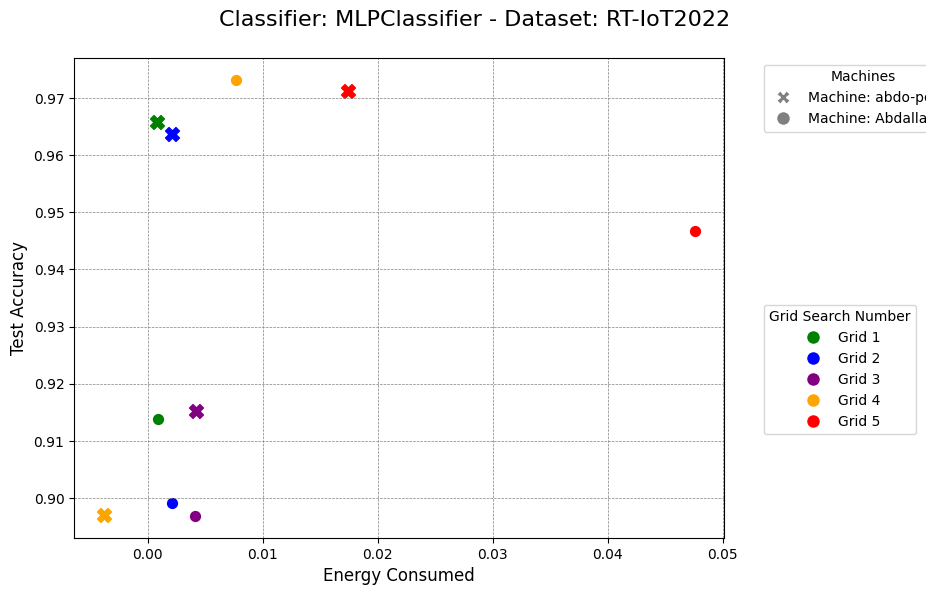 Classifier: MLPClassifier - Dataset: RT-IoT2022
Machines
Machine: abdo-p
Machine: Abdalla
0.97
0.96
0.95
0.94
0.93
0.92
0.91
0.90
Test Accuracy
Grid Search Number
Grid 1
Grid 2
Grid 3
Grid 4
Grid 5
0.00 0.01 0.02 0.03 0.04 0.05
Energy Consumed